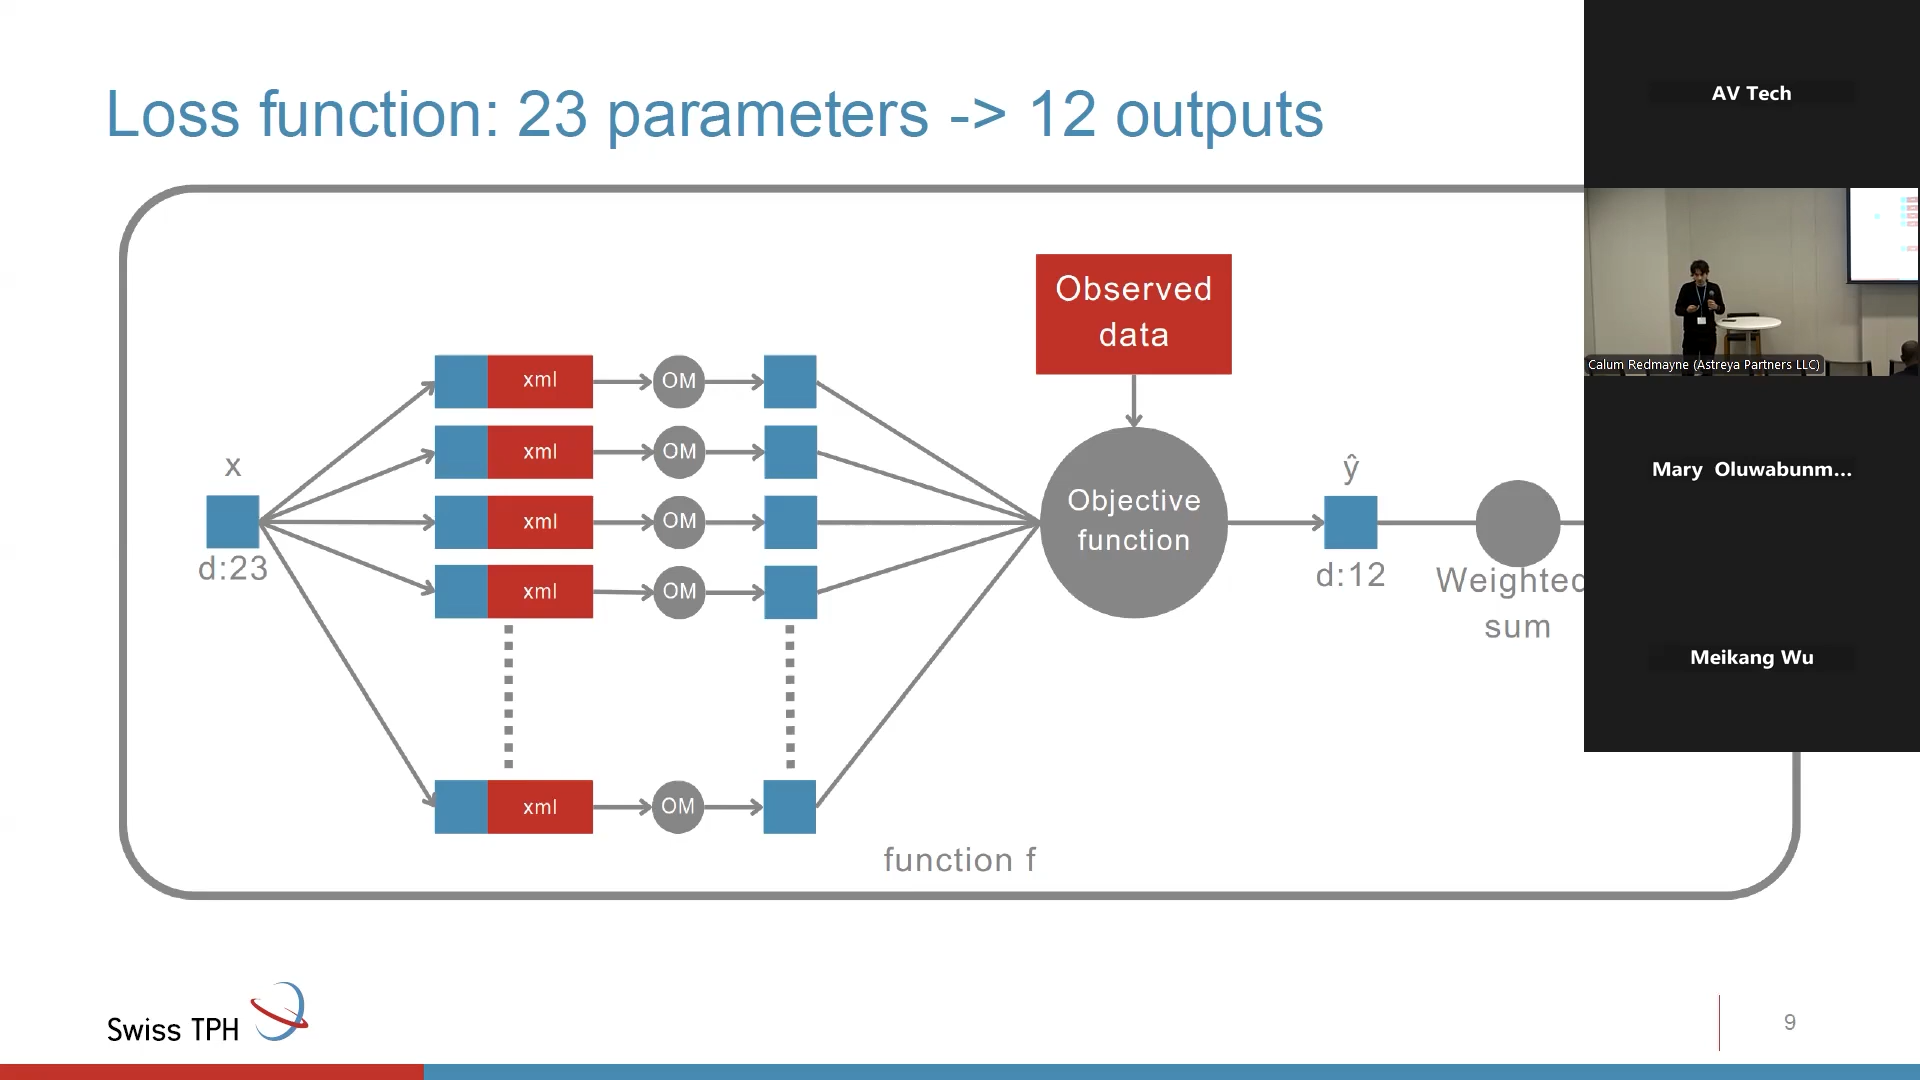 Loss function: 23 parameters -> 12 outputs
AV Tech
Calum Redmayne (Astreya Partners LLC)
Mary Oluwabunm...
Meikang Wu
Observed
data
xml
OM
xml
OM
xml
OM
xml
OM
xml
OM
x
d:23
Objective
function
ŷ
d:12
Weighted
sum
function f
Swiss TPH
9